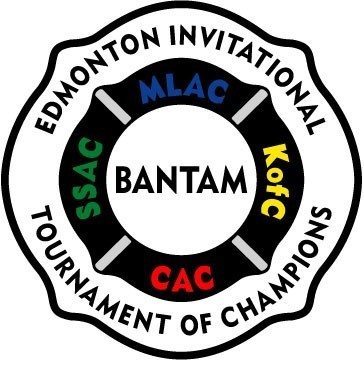 EDMONTON INVITATIONAL
MLAC
SSAC
BANTAM
KofC
CAC
TOURNAMENT OF CHAMPIONS